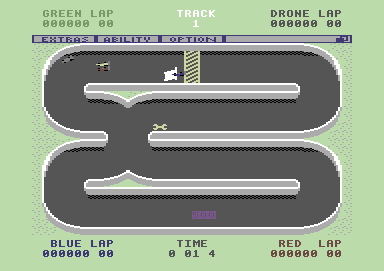 GREEN LAP TRACK DRONE LAP
000000 00 1 000000 00
EXTRAS ABILITY OPTION
BLUE LAP TIME RED LAP
000000 00 0 01 4 000000 00